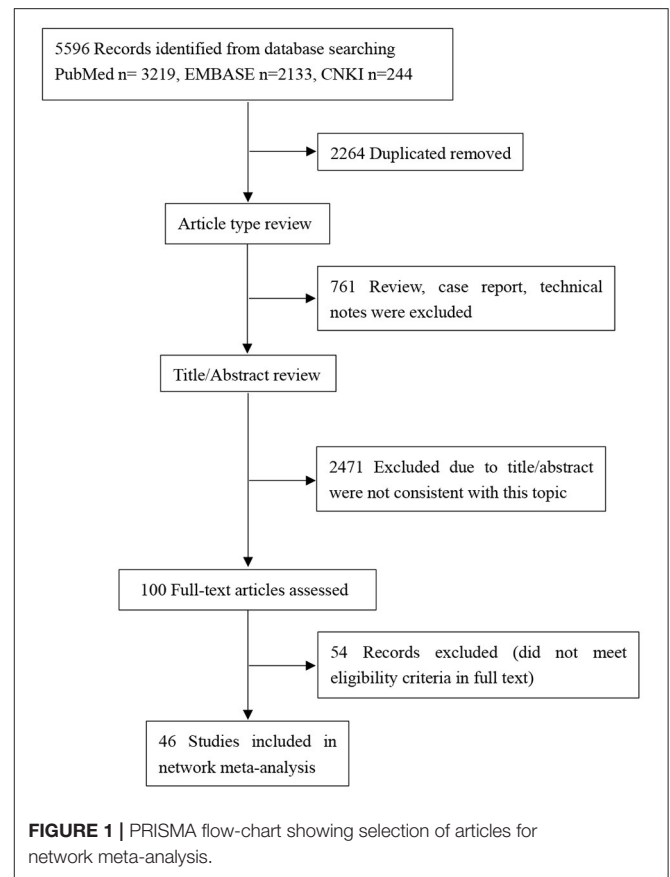 5596 Records identified from database searching
PubMed n= 3219, EMBASE n=2133, CNKI n=244
2264 Duplicated removed
Article type review
761 Review, case report, technical
notes were excluded
Title/Abstract review
2471 Excluded due to title/abstract
were not consistent with this topic
100 Full-text articles assessed
54 Records excluded (did not meet
eligibility criteria in full text)
46 Studies included in
network meta-analysis
FIGURE 1 | PRISMA flow-chart showing selection of articles for
network meta-analysis.